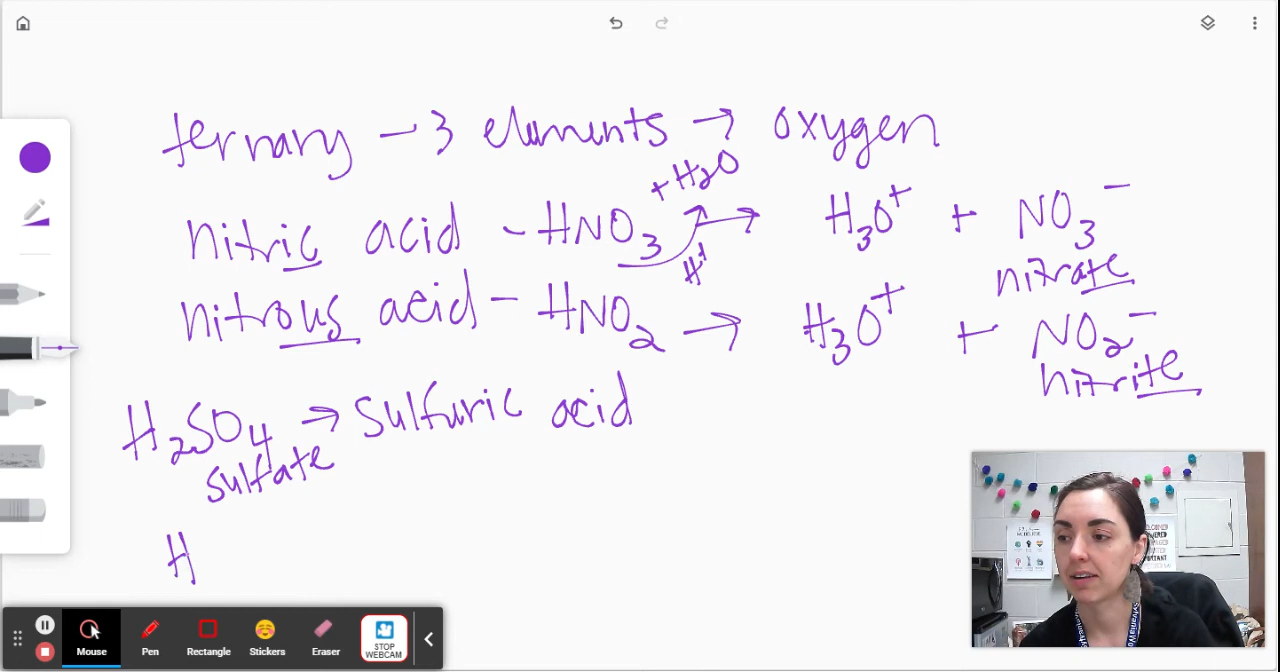 ternary - 3 elements → oxygen
+ H₂O
nitric acid - HNO₃ → H₃O⁺ + NO₃⁻
H⁺
nitrate
nitrous acid - HNO₂ → H₃O⁺ + NO₂⁻
nitrite
H₂SO₄ → sulfuric acid
sulfate
H
Mouse Pen Rectangle Stickers Eraser STOP WEBCAM